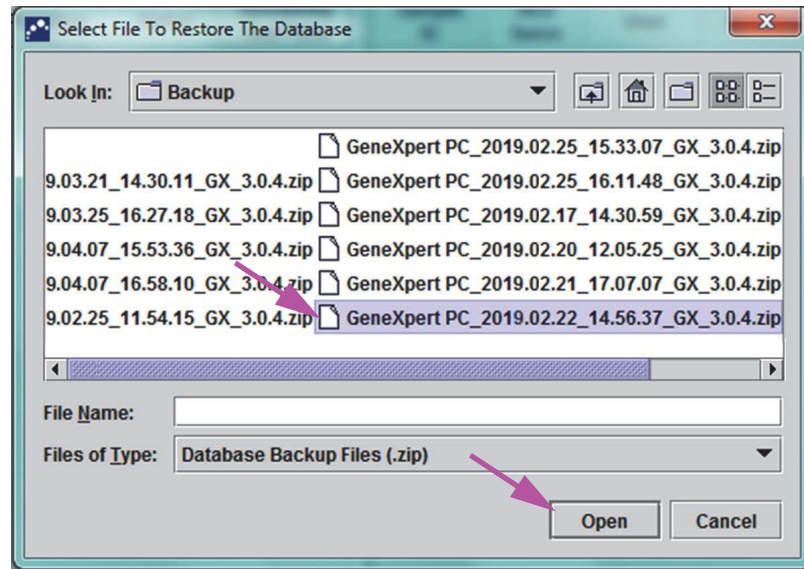 Select File To Restore The Database
Look In: Backup
GeneXpert PC_2019.02.25_15.33.07_GX_3.0.4.zip
9.03.21_14.30.11_GX_3.0.4.zip GeneXpert PC_2019.02.25_16.11.48_GX_3.0.4.zip
9.03.25_16.27.18_GX_3.0.4.zip GeneXpert PC_2019.02.17_14.30.59_GX_3.0.4.zip
9.04.07_15.53.36_GX_3.0.4.zip GeneXpert PC_2019.02.20_12.05.25_GX_3.0.4.zip
9.04.07_16.58.10_GX_3.0.4.zip GeneXpert PC_2019.02.21_17.07.07_GX_3.0.4.zip
9.02.25_11.54.15_GX_3.0.4.zip GeneXpert PC_2019.02.22_14.56.37_GX_3.0.4.zip
File Name:
Files of Type: Database Backup Files (.zip)
Open Cancel